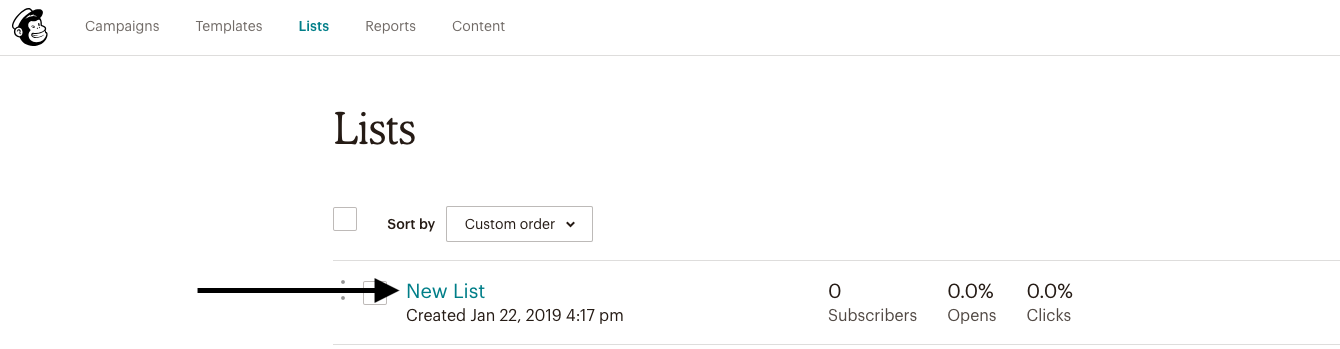 Campaigns Templates Lists Reports Content
Lists
Sort by Custom order
New List 0 0.0% 0.0%
Created Jan 22, 2019 4:17 pm Subscribers Opens Clicks